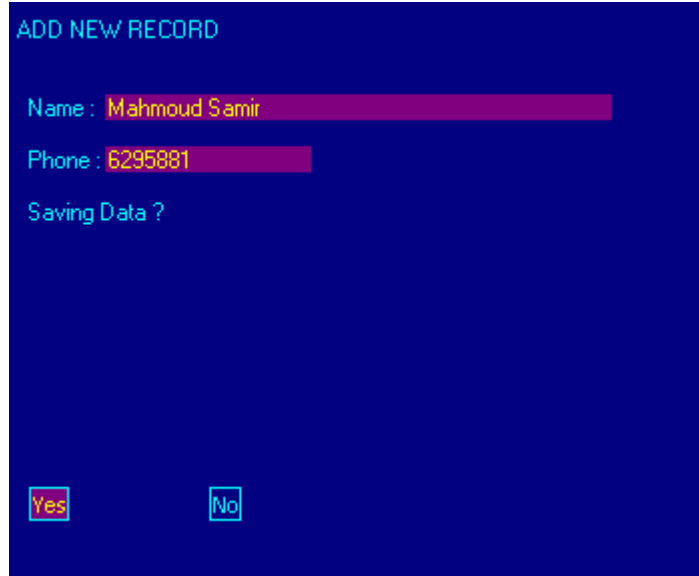 ADD NEW RECORD
Name : Mahmoud Samir
Phone : 6295881
Saving Data ?
Yes No